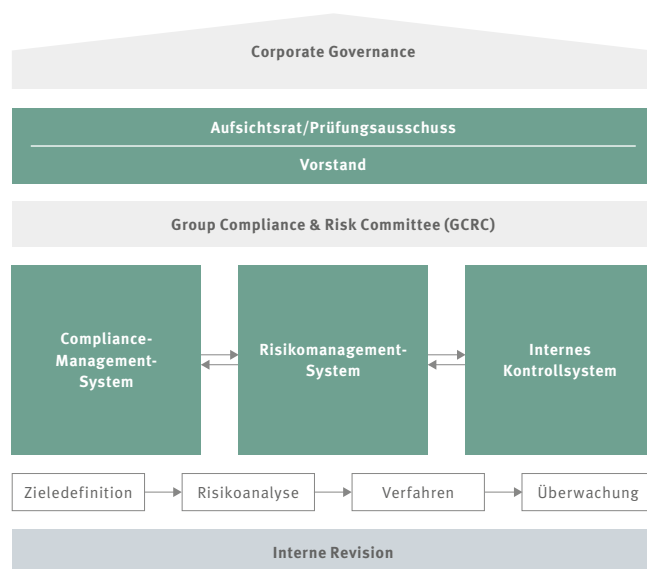 Corporate Governance
Aufsichtsrat/Prüfungsausschuss
Vorstand
Group Compliance & Risk Committee (GCRC)
Compliance-
Management-
System
Risikomanagement-
System
Internes
Kontrollsystem
Zieledefinition
Risikoanalyse
Verfahren
Überwachung
Interne Revision